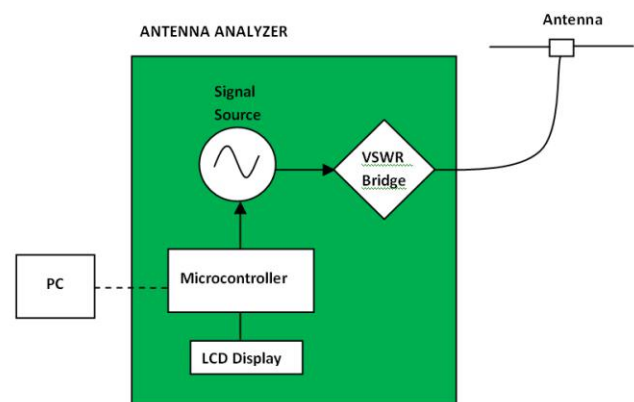 Antenna
ANTENNA ANALYZER
Signal
Source
VSWR
Bridge
PC
Microcontroller
LCD Display